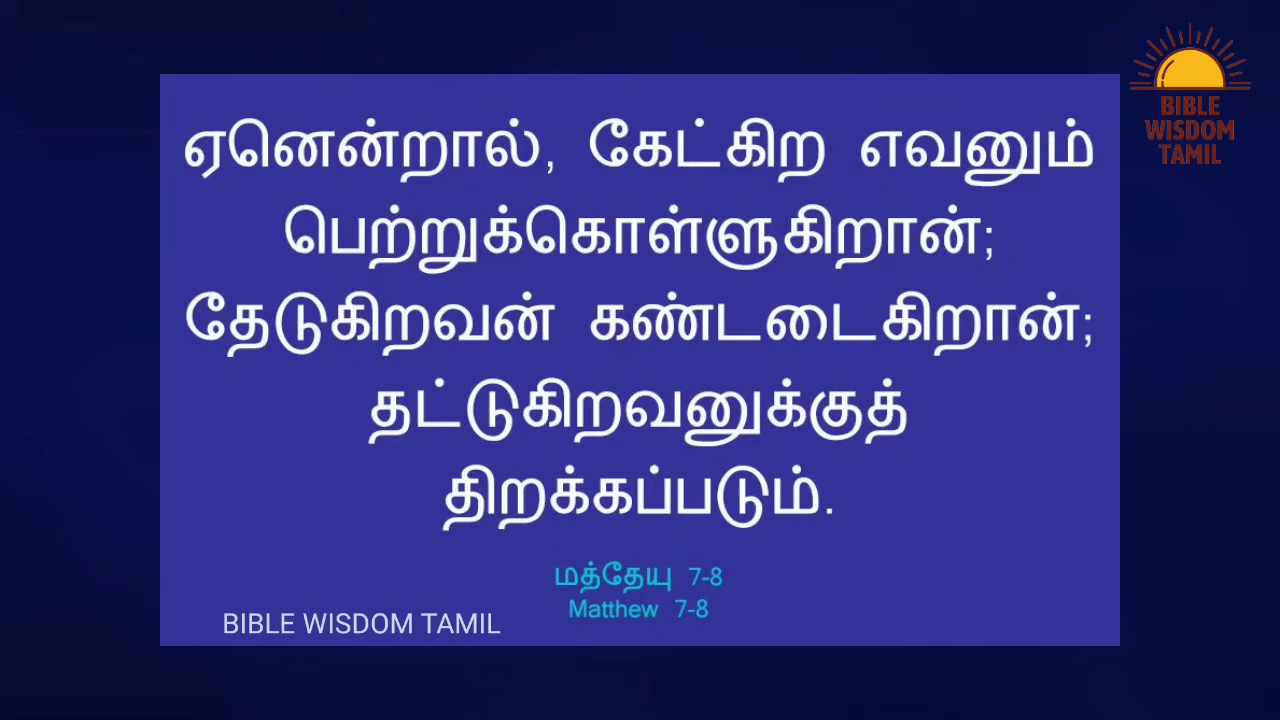 ஏனென்றால், கேட்கிற எவனும்
பெற்றுக்கொள்ளுகிறான்;
தேடுகிறவன் கண்டடைகிறான்;
தட்டுகிறவனுக்குத்
திறக்கப்படும்.
மத்தேயு 7-8
Matthew 7-8
BIBLE WISDOM TAMIL
BIBLE
WISDOM
TAMIL